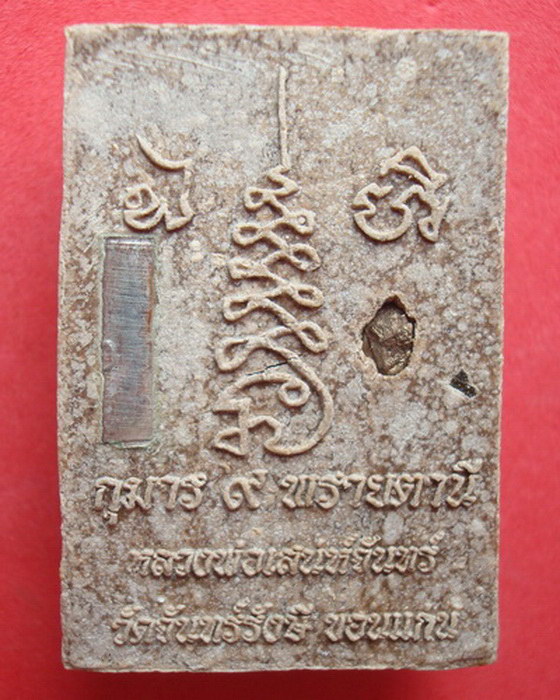 กุมาร ๙ พรายตานี
หลวงพ่อเสน่ห์จันทร์
วัดจันทร์รังษี ขอนแก่น